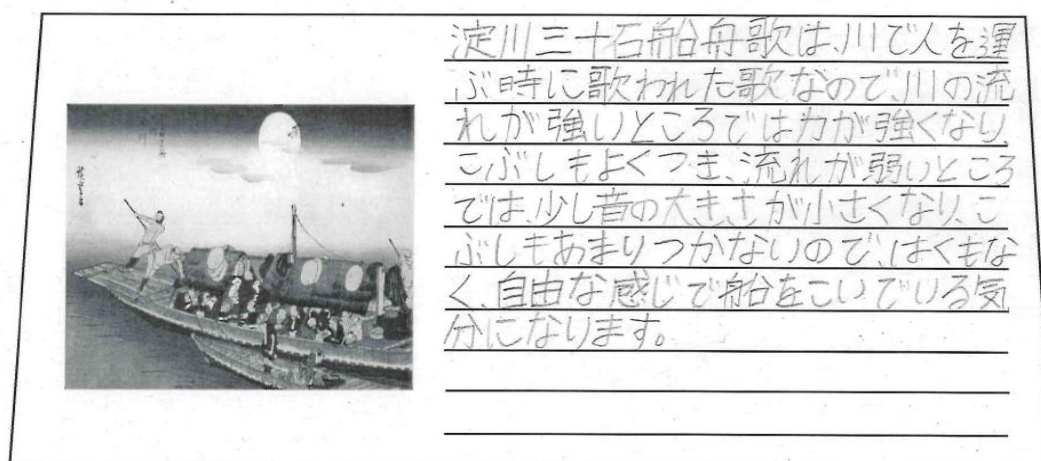 淀川三十石船舟歌は、川で人を運
ぶ時に歌われた歌なので、川の流
れが強いところでは力が強くなり、
こぶしもよくつき、流れが弱いところ
では、少し音の大きさが小さくなり、こ
ぶしもあまりつかないので、はくもな
く、自由な感じで船をこいでいる気
分になります。